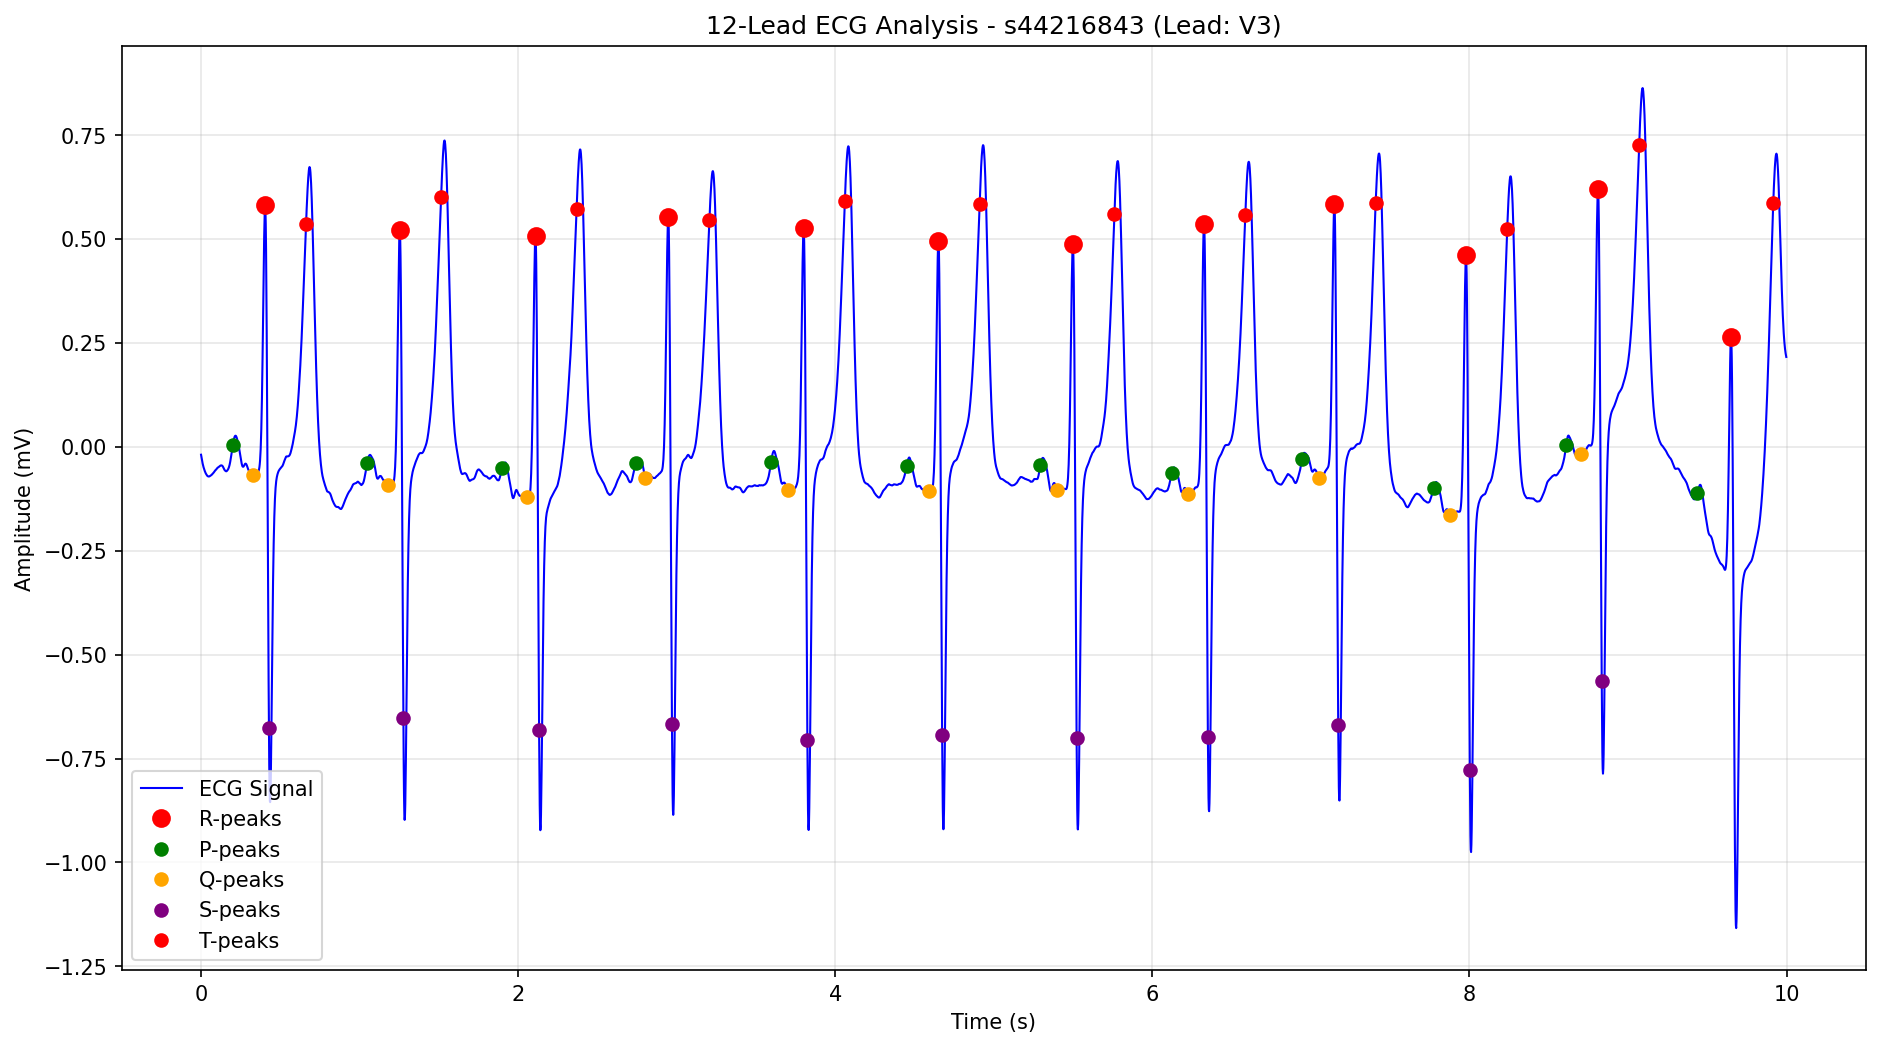 12-Lead ECG Analysis - s44216843 (Lead: V3)
Amplitude (mV)
0.75
0.50
0.25
0.00
−0.25
−0.50
−0.75
−1.00
−1.25
ECG Signal
R-peaks
P-peaks
Q-peaks
S-peaks
T-peaks
0 2 4 6 8 10
Time (s)